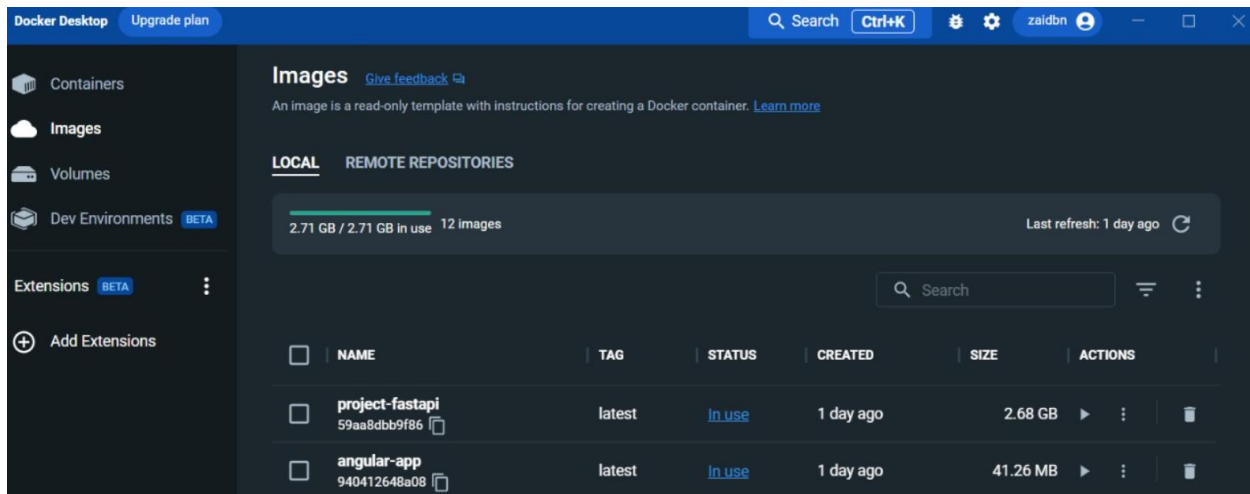 Docker Desktop Upgrade plan Search Ctrl+K zaidbn
Containers
Images
Volumes
Dev Environments BETA
Extensions BETA
Add Extensions
Images Give feedback
An image is a read-only template with instructions for creating a Docker container. Learn more
LOCAL REMOTE REPOSITORIES
2.71 GB / 2.71 GB in use 12 images Last refresh: 1 day ago
Search
NAME TAG STATUS CREATED SIZE ACTIONS
project-fastapi latest In use 1 day ago 2.68 GB
59aa8dbb9f86
angular-app latest In use 1 day ago 41.26 MB
940412648a08